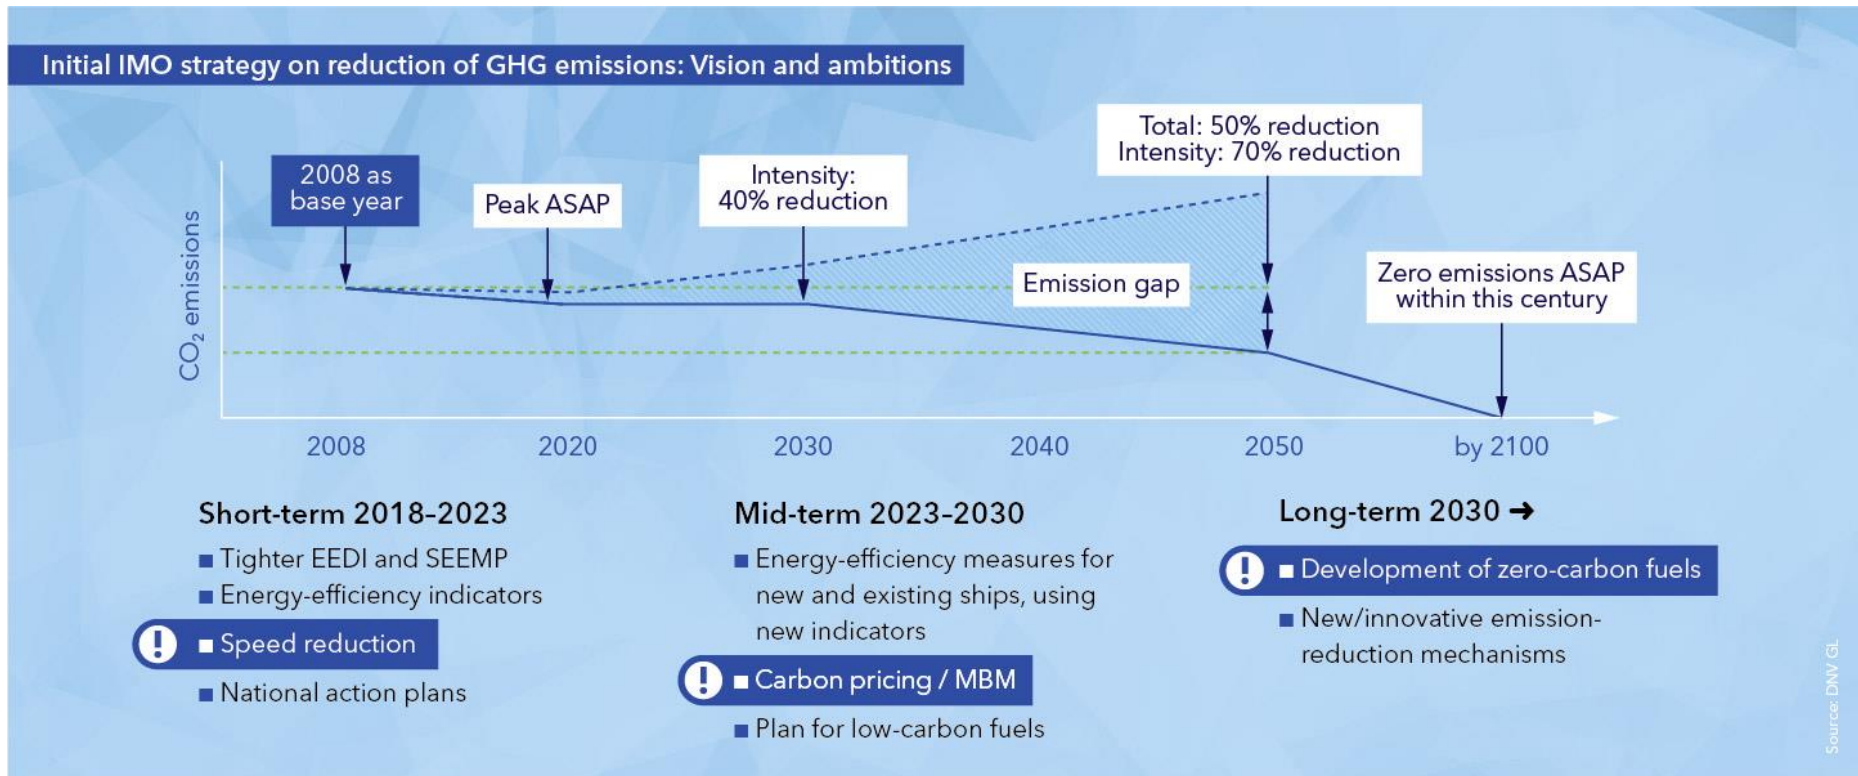 Initial IMO strategy on reduction of GHG emissions: Vision and ambitions
Total: 50% reduction
Intensity: 70% reduction
2008 as
base year
Peak ASAP
Intensity:
40% reduction
Emission gap
Zero emissions ASAP
within this century
CO₂ emissions
2008
2020
2030
2040
2050
by 2100
Short-term 2018–2023
■ Tighter EEDI and SEEMP
■ Energy-efficiency indicators
! ■ Speed reduction
■ National action plans
Mid-term 2023–2030
■ Energy-efficiency measures for
new and existing ships, using
new indicators
! ■ Carbon pricing / MBM
■ Plan for low-carbon fuels
Long-term 2030 ➔
! ■ Development of zero-carbon fuels
■ New/innovative emission-
reduction mechanisms
Source: DNV GL